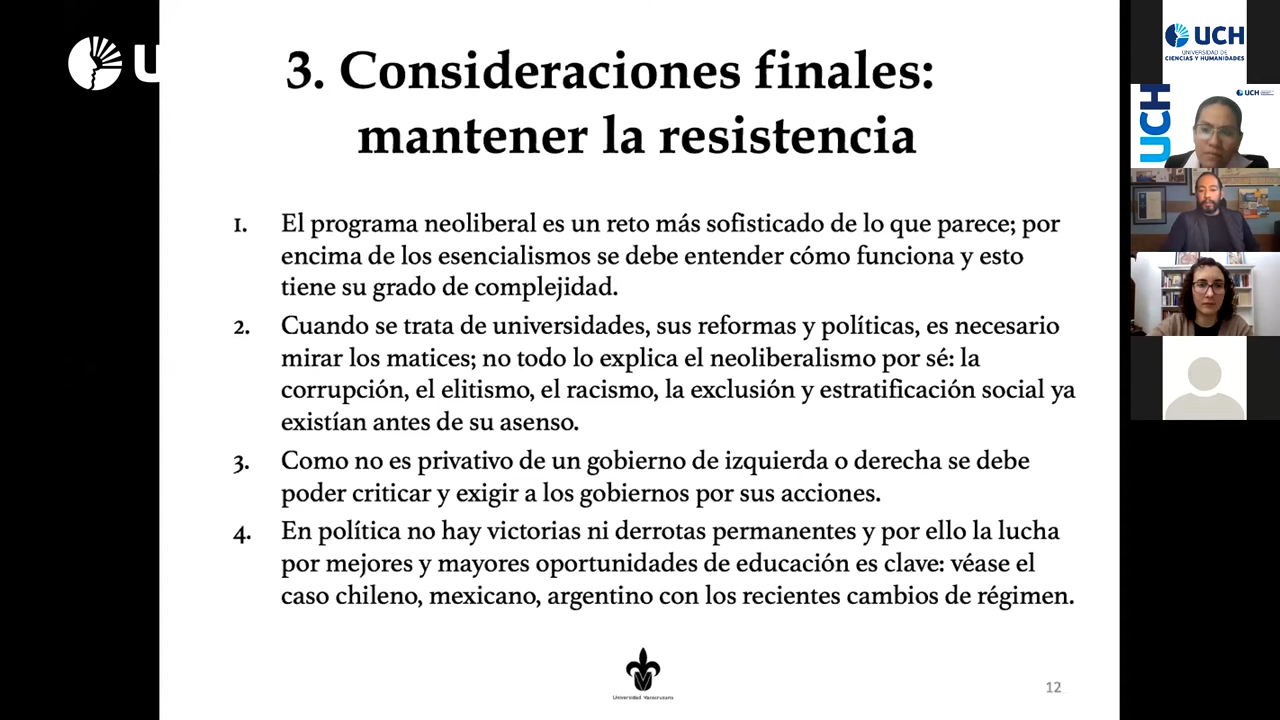 U
3. Consideraciones finales:
mantener la resistencia
1. El programa neoliberal es un reto más sofisticado de lo que parece; por
encima de los esencialismos se debe entender cómo funciona y esto
tiene su grado de complejidad.
2. Cuando se trata de universidades, sus reformas y políticas, es necesario
mirar los matices; no todo lo explica el neoliberalismo por sé: la
corrupción, el elitismo, el racismo, la exclusión y estratificación social ya
existían antes de su asenso.
3. Como no es privativo de un gobierno de izquierda o derecha se debe
poder criticar y exigir a los gobiernos por sus acciones.
4. En política no hay victorias ni derrotas permanentes y por ello la lucha
por mejores y mayores oportunidades de educación es clave: véase el
caso chileno, mexicano, argentino con los recientes cambios de régimen.
Universidad Veracruzana
12
UCH
UNIVERSIDAD DE
CIENCIAS Y HUMANIDADES
UCH
UCH